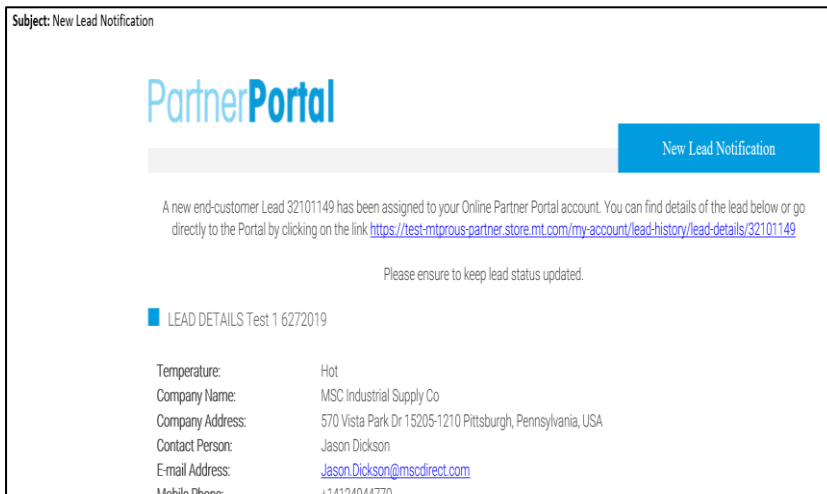 Subject: New Lead Notification
PartnerPortal
New Lead Notification
A new end-customer Lead 32101149 has been assigned to your Online Partner Portal account. You can find details of the lead below or go
directly to the Portal by clicking on the link https://test-mtprous-partner.store.mt.com/my-account/lead-history/lead-details/32101149
Please ensure to keep lead status updated.
LEAD DETAILS Test 1 6272019
Temperature: Hot
Company Name: MSC Industrial Supply Co
Company Address: 570 Vista Park Dr 15205-1210 Pittsburgh, Pennsylvania, USA
Contact Person: Jason Dickson
E-mail Address: Jason.Dickson@mscdirect.com
Mobile Phone: +14124944770